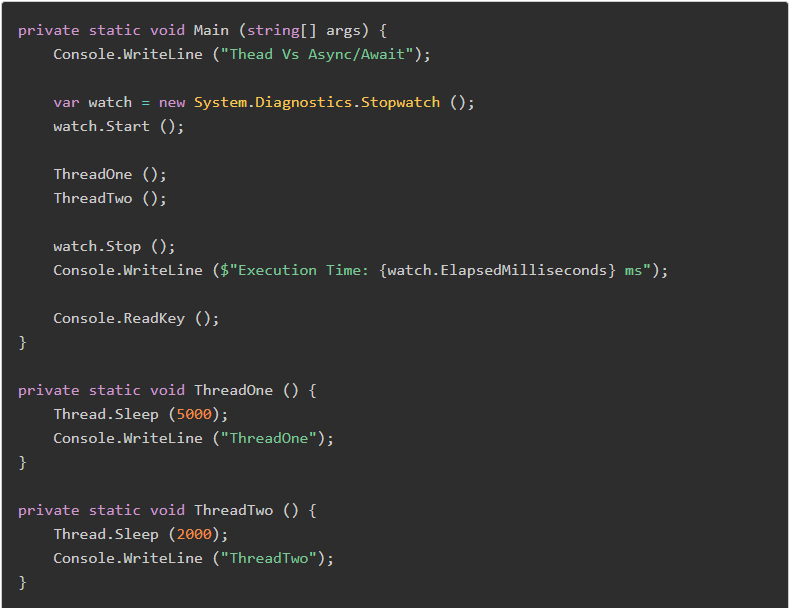 private static void Main (string[] args) {
    Console.WriteLine ("Thead Vs Async/Await");
    var watch = new System.Diagnostics.Stopwatch ();
    watch.Start ();
    ThreadOne ();
    ThreadTwo ();
    watch.Stop ();
    Console.WriteLine ($"Execution Time: {watch.ElapsedMilliseconds} ms");
    Console.ReadKey ();
}
private static void ThreadOne () {
    Thread.Sleep (5000);
    Console.WriteLine ("ThreadOne");
}
private static void ThreadTwo () {
    Thread.Sleep (2000);
    Console.WriteLine ("ThreadTwo");
}